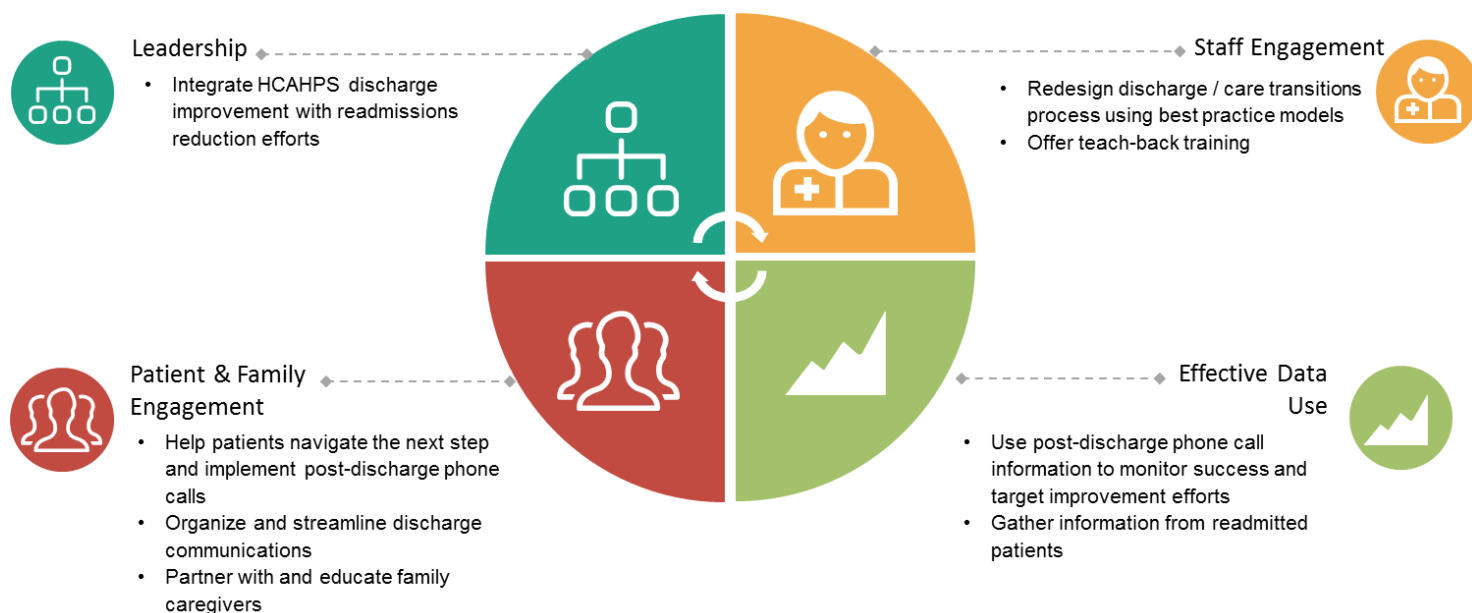 Leadership
• Integrate HCAHPS discharge
improvement with readmissions
reduction efforts
Staff Engagement
• Redesign discharge / care transitions
process using best practice models
• Offer teach-back training
Patient & Family
Engagement
• Help patients navigate the next step
and implement post-discharge phone
calls
• Organize and streamline discharge
communications
• Partner with and educate family
caregivers
Effective Data
Use
• Use post-discharge phone call
information to monitor success and
target improvement efforts
• Gather information from readmitted
patients